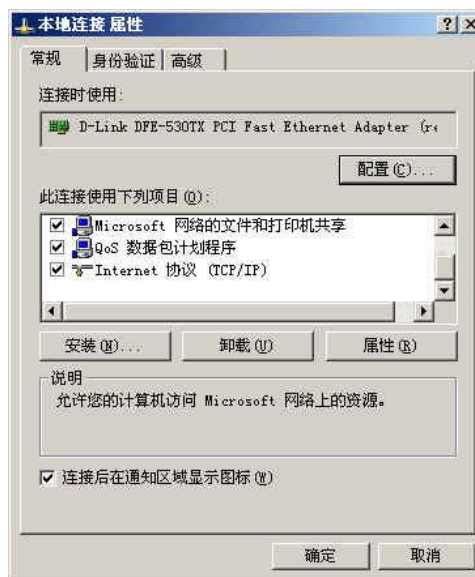 本地连接 属性
常规 身份验证 高级
连接时使用:
D-Link DFE-530TX PCI Fast Ethernet Adapter (re
配置(C)...
此连接使用下列项目(O):
Microsoft 网络的文件和打印机共享
QoS 数据包计划程序
Internet 协议 (TCP/IP)
安装(N)... 卸载(U) 属性(R)
说明
允许您的计算机访问 Microsoft 网络上的资源。
连接后在通知区域显示图标(W)
确定 取消